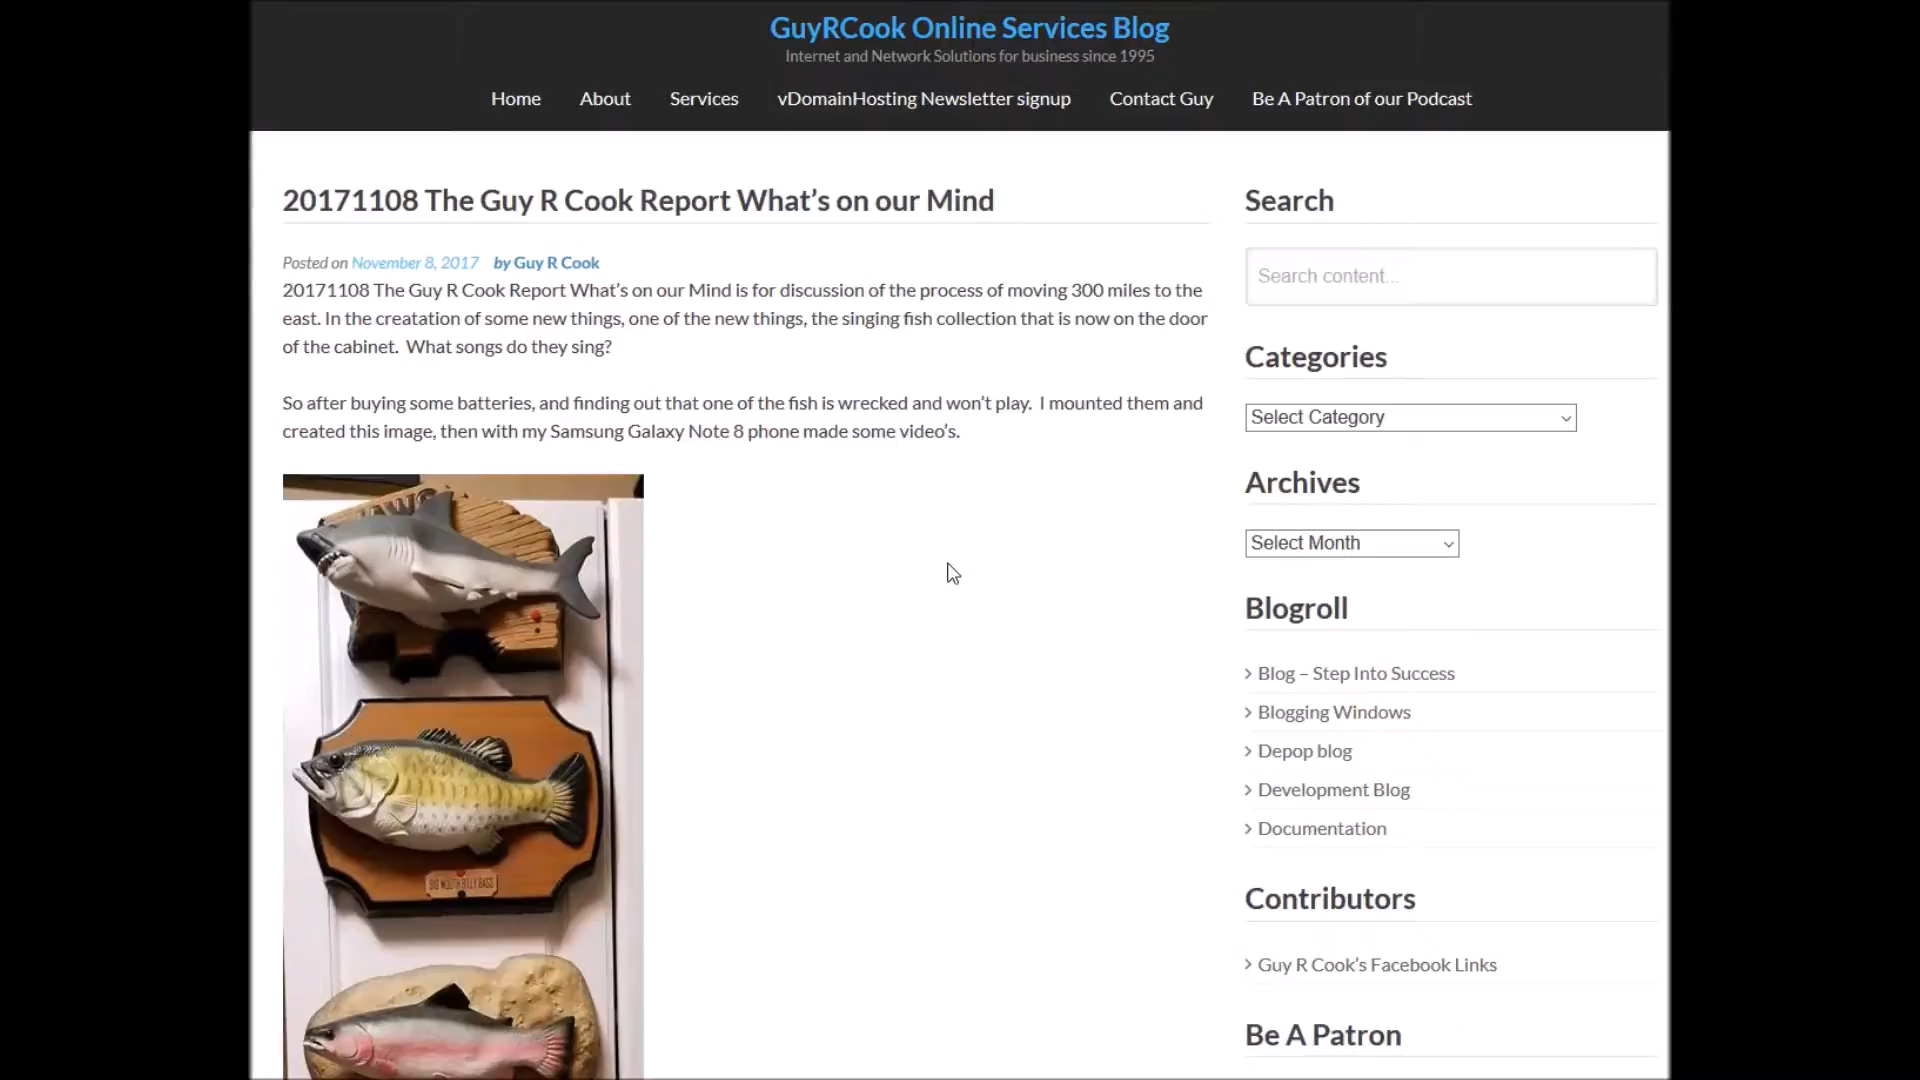 GuyRCook Online Services Blog
Internet and Network Solutions for business since 1995
Home About Services vDomainHosting Newsletter signup Contact Guy Be A Patron of our Podcast
20171108 The Guy R Cook Report What's on our Mind
Posted on November 8, 2017 by Guy R Cook
20171108 The Guy R Cook Report What's on our Mind is for discussion of the process of moving 300 miles to the
east. In the creatation of some new things, one of the new things, the singing fish collection that is now on the door
of the cabinet. What songs do they sing?
So after buying some batteries, and finding out that one of the fish is wrecked and won't play. I mounted them and
created this image, then with my Samsung Galaxy Note 8 phone made some video's.
BIG MOUTH BILLY BASS
Search
Search content...
Categories
Select Category
Archives
Select Month
Blogroll
Blog – Step Into Success
Blogging Windows
Depop blog
Development Blog
Documentation
Contributors
Guy R Cook's Facebook Links
Be A Patron